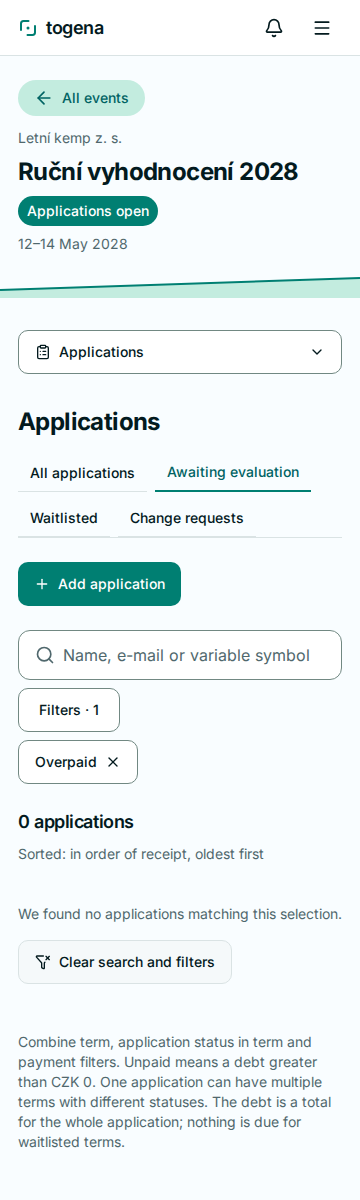 togena
All events
Letní kemp z. s.
Ruční vyhodnocení 2028
Applications open
12–14 May 2028
Applications
Applications
All applications
Awaiting evaluation
Waitlisted
Change requests
Add application
Name, e-mail or variable symbol
Filters · 1
Overpaid
0 applications
Sorted: in order of receipt, oldest first
We found no applications matching this selection.
Clear search and filters
Combine term, application status in term and
payment filters. Unpaid means a debt greater
than CZK 0. One application can have multiple
terms with different statuses. The debt is a total
for the whole application; nothing is due for
waitlisted terms.